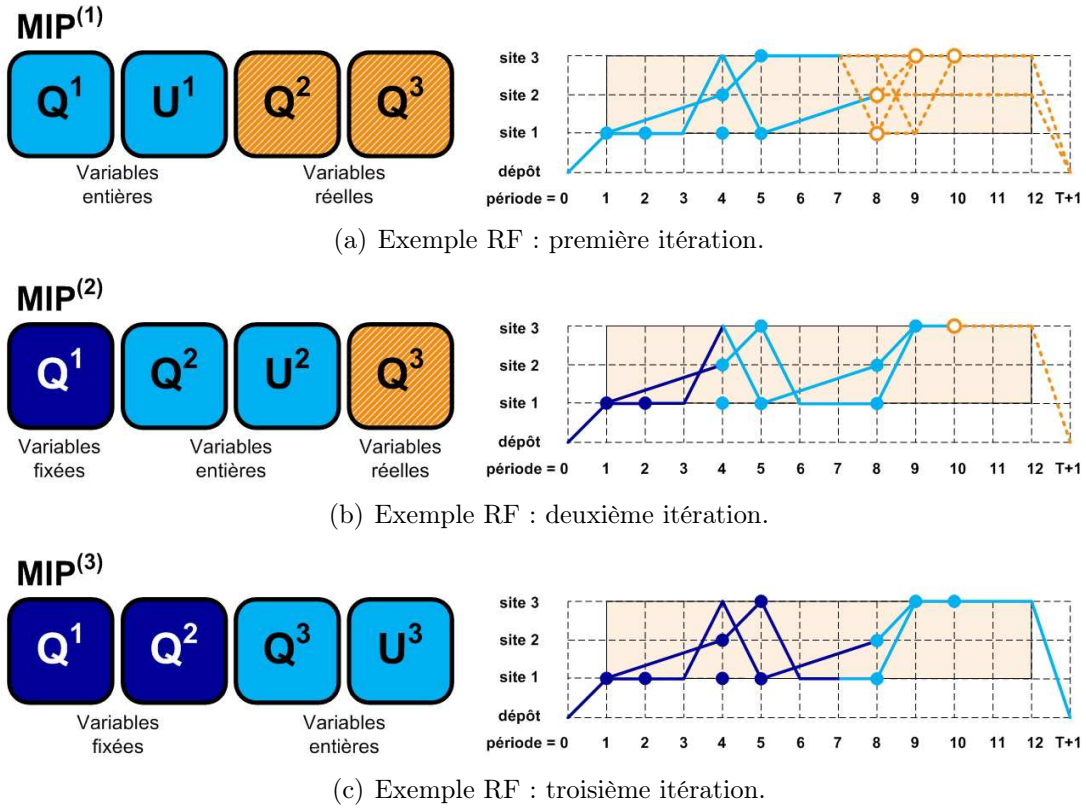 MIP(1)
Q1 U1 Q2 Q3
Variables entières
Variables réelles
site 3
site 2
site 1
dépôt
période = 0 1 2 3 4 5 6 7 8 9 10 11 12 T+1
(a) Exemple RF : première itération.
MIP(2)
Q1 Q2 U2 Q3
Variables fixées
Variables entières
Variables réelles
site 3
site 2
site 1
dépôt
période = 0 1 2 3 4 5 6 7 8 9 10 11 12 T+1
(b) Exemple RF : deuxième itération.
MIP(3)
Q1 Q2 Q3 U3
Variables fixées
Variables entières
site 3
site 2
site 1
dépôt
période = 0 1 2 3 4 5 6 7 8 9 10 11 12 T+1
(c) Exemple RF : troisième itération.